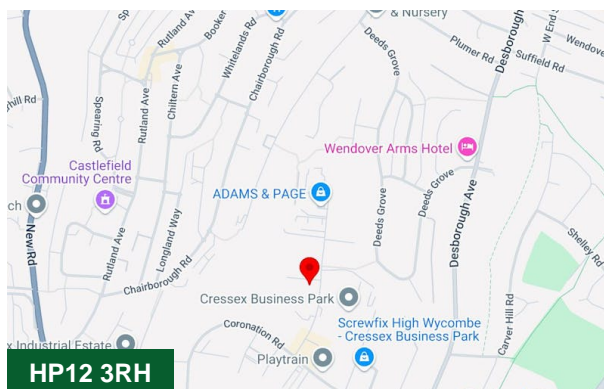 & Nursery
Rutland Ave
Booker
Whitelands Rd
Chairborough Rd
Deeds Grove
Plumer Rd
Suffield Rd
Desborough
W End S
Wendove
Spearing Rd
Rutland Ave
Chiltern Ave
Wendover Arms Hotel
Castlefield
Community Centre
ADAMS & PAGE
Deeds Grove
Deeds Grove
Desborough Ave
Shelley Rd
New Rd
Rutland Ave
Longland Way
Chairborough Rd
Cressex Business Park
Carver Hill Rd
Coronation Rd
Screwfix High Wycombe
- Cressex Business Park
x Industrial Estate
Playtrain
HP12 3RH